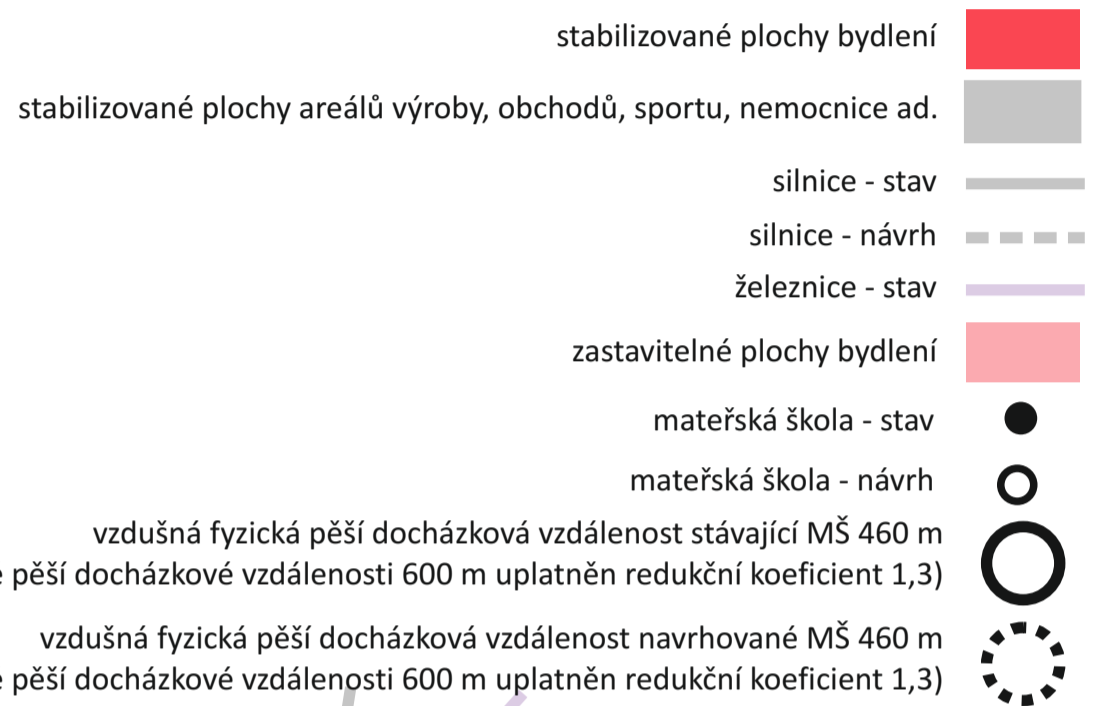 stabilizované plochy bydlení
stabilizované plochy areálů výroby, obchodů, sportu, nemocnice ad.
silnice - stav
silnice - návrh
železnice - stav
zastavitelné plochy bydlení
mateřská škola - stav
mateřská škola - návrh
vzdušná fyzická pěší docházková vzdálenost stávající MŠ 460 m
pěší docházkové vzdálenosti 600 m uplatněn redukční koeficient 1,3)
vzdušná fyzická pěší docházková vzdálenost navrhované MŠ 460 m
pěší docházkové vzdálenosti 600 m uplatněn redukční koeficient 1,3)